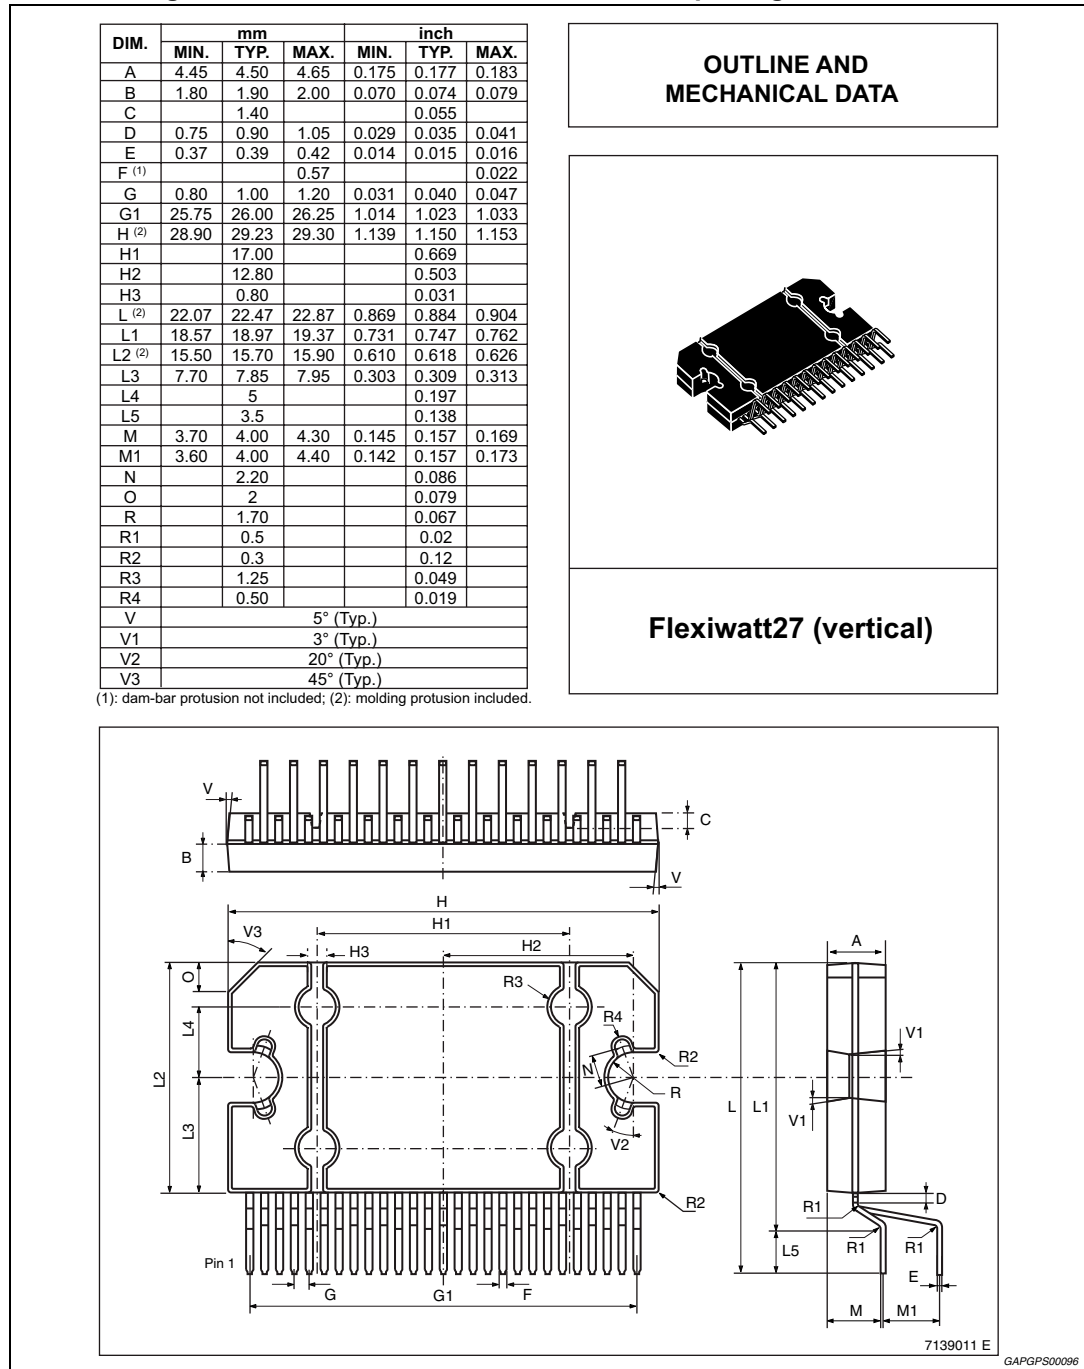 DIM. mm inch
MIN. TYP. MAX. MIN. TYP. MAX.
A 4.45 4.50 4.65 0.175 0.177 0.183
B 1.80 1.90 2.00 0.070 0.074 0.079
C 1.40 0.055
D 0.75 0.90 1.05 0.029 0.035 0.041
E 0.37 0.39 0.42 0.014 0.015 0.016
F (1) 0.57 0.022
G 0.80 1.00 1.20 0.031 0.040 0.047
G1 25.75 26.00 26.25 1.014 1.023 1.033
H (2) 28.90 29.23 29.30 1.139 1.150 1.153
H1 17.00 0.669
H2 12.80 0.503
H3 0.80 0.031
L (2) 22.07 22.47 22.87 0.869 0.884 0.904
L1 18.57 18.97 19.37 0.731 0.747 0.762
L2 (2) 15.50 15.70 15.90 0.610 0.618 0.626
L3 7.70 7.85 7.95 0.303 0.309 0.313
L4 5 0.197
L5 3.5 0.138
M 3.70 4.00 4.30 0.145 0.157 0.169
M1 3.60 4.00 4.40 0.142 0.157 0.173
N 2.20 0.086
O 2 0.079
R 1.70 0.067
R1 0.5 0.02
R2 0.3 0.12
R3 1.25 0.049
R4 0.50 0.019
V 5° (Typ.)
V1 3° (Typ.)
V2 20° (Typ.)
V3 45° (Typ.)
(1): dam-bar protusion not included; (2): molding protusion included.
OUTLINE AND
MECHANICAL DATA
Flexiwatt27 (vertical)
V
C
B
V
H
H1
V3
H3
H2
A
O
R3
L4
R4
V1
R2
L2
N
R
L
L1
V1
L3
V2
R2
D
R1
Pin 1
R1
R1
L5
E
G
G1
F
M
M1
7139011 E
GAPGPS00096